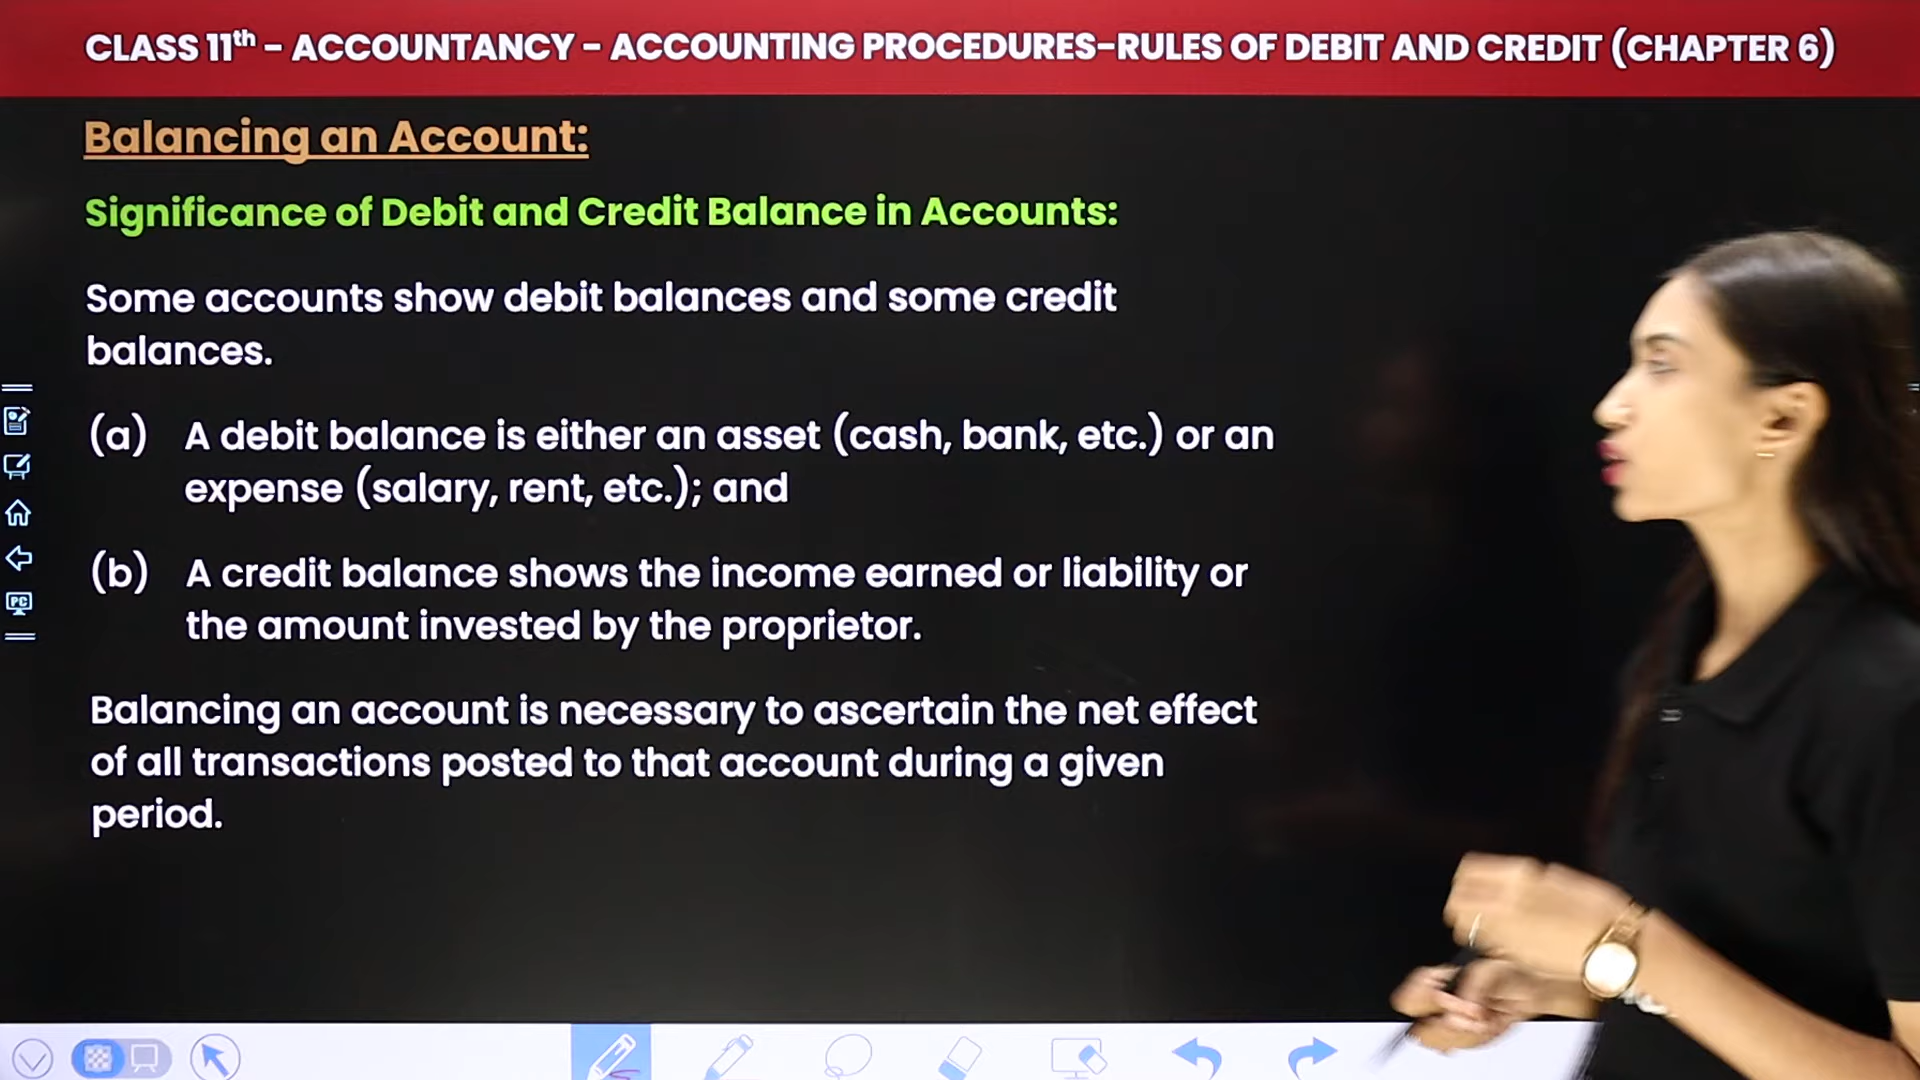 CLASS 11th - ACCOUNTANCY - ACCOUNTING PROCEDURES-RULES OF DEBIT AND CREDIT (CHAPTER 6)
Balancing an Account:
Significance of Debit and Credit Balance in Accounts:
Some accounts show debit balances and some credit
balances.
(a) A debit balance is either an asset (cash, bank, etc.) or an
expense (salary, rent, etc.); and
(b) A credit balance shows the income earned or liability or
the amount invested by the proprietor.
Balancing an account is necessary to ascertain the net effect
of all transactions posted to that account during a given
period.
PC